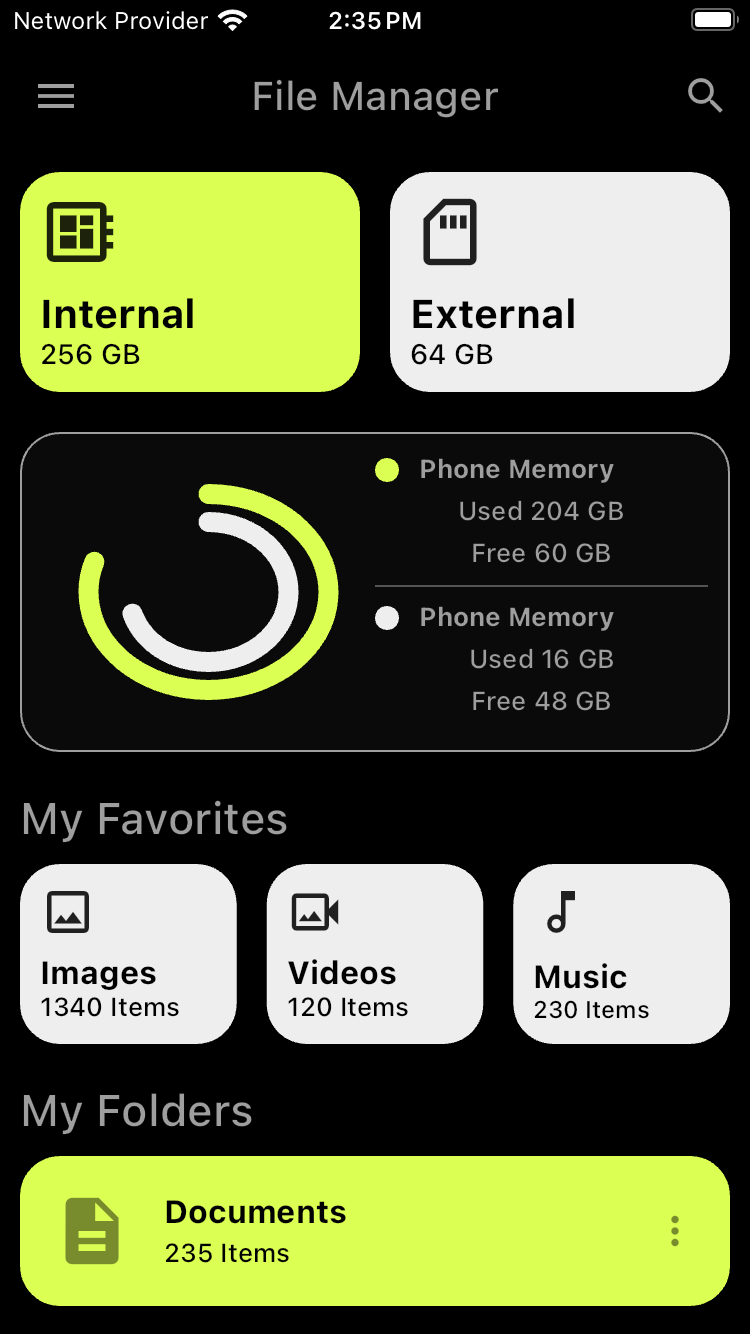 Network Provider 2:35 PM
File Manager
Internal
256 GB
External
64 GB
Phone Memory
Used 204 GB
Free 60 GB
Phone Memory
Used 16 GB
Free 48 GB
My Favorites
Images
1340 Items
Videos
120 Items
Music
230 Items
My Folders
Documents
235 Items